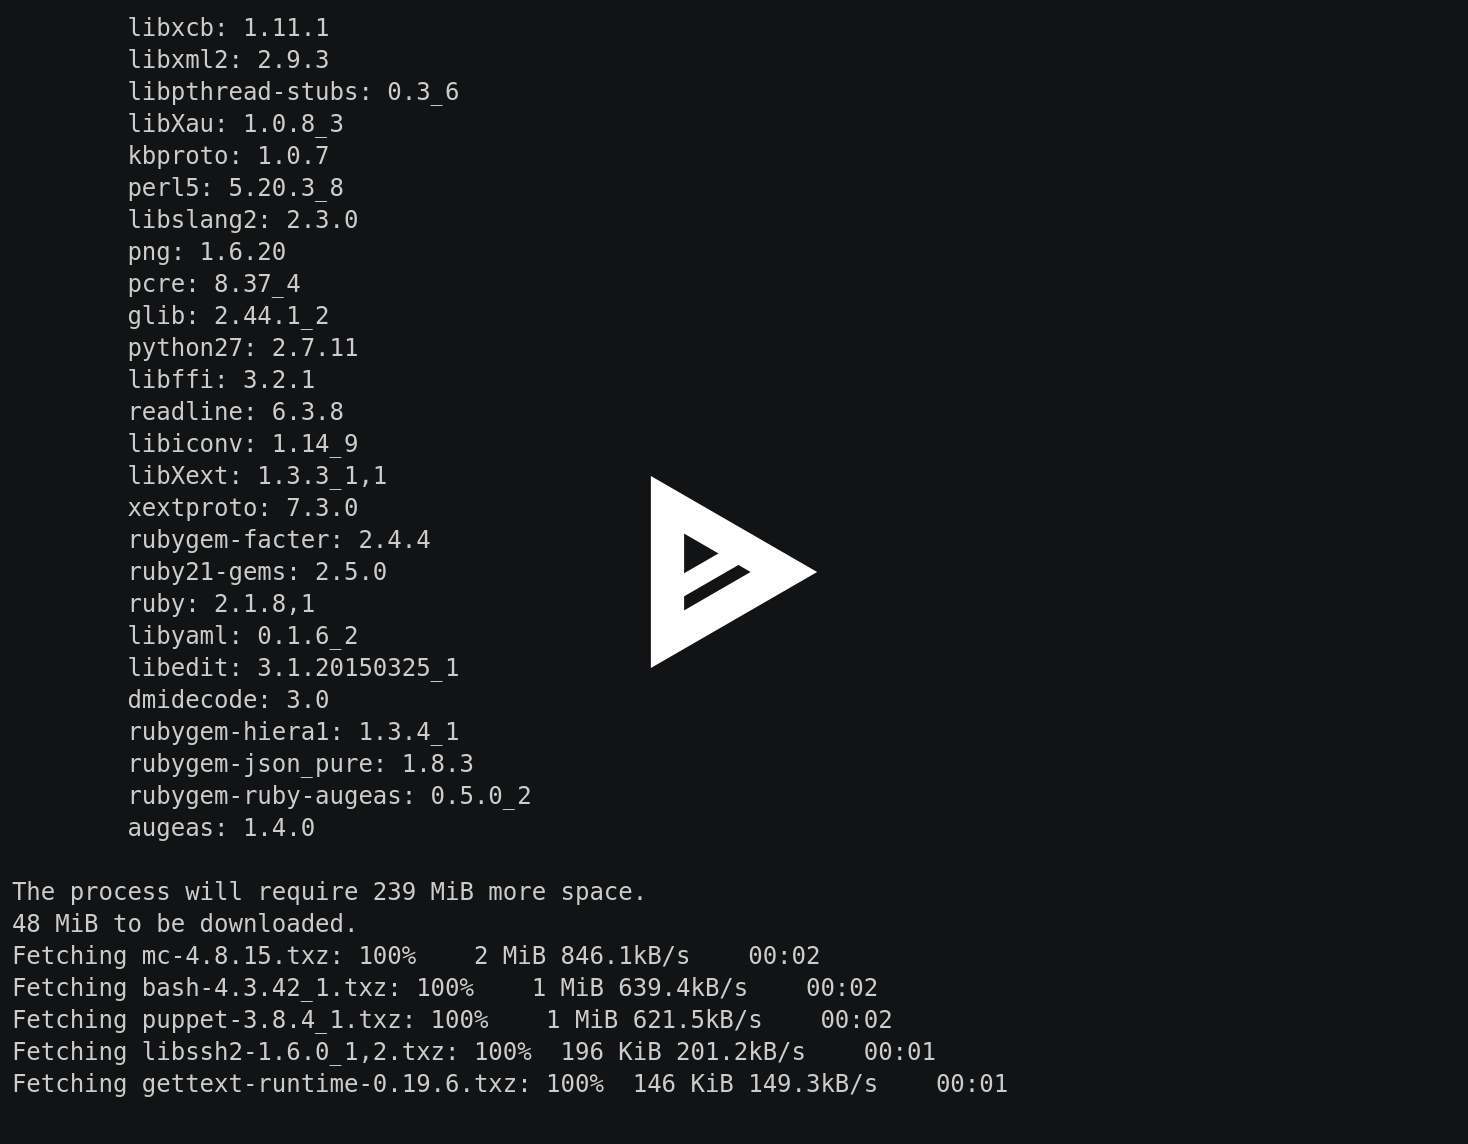 libxcb: 1.11.1
libxml2: 2.9.3
libpthread-stubs: 0.3_6
libXau: 1.0.8_3
kbproto: 1.0.7
perl5: 5.20.3_8
libslang2: 2.3.0
png: 1.6.20
pcre: 8.37_4
glib: 2.44.1_2
python27: 2.7.11
libffi: 3.2.1
readline: 6.3.8
libiconv: 1.14_9
libXext: 1.3.3_1,1
xextproto: 7.3.0
rubygem-facter: 2.4.4
ruby21-gems: 2.5.0
ruby: 2.1.8,1
libyaml: 0.1.6_2
libedit: 3.1.20150325_1
dmidecode: 3.0
rubygem-hiera1: 1.3.4_1
rubygem-json_pure: 1.8.3
rubygem-ruby-augeas: 0.5.0_2
augeas: 1.4.0
The process will require 239 MiB more space.
48 MiB to be downloaded.
Fetching mc-4.8.15.txz: 100%    2 MiB 846.1kB/s    00:02
Fetching bash-4.3.42_1.txz: 100%    1 MiB 639.4kB/s    00:02
Fetching puppet-3.8.4_1.txz: 100%    1 MiB 621.5kB/s    00:02
Fetching libssh2-1.6.0_1,2.txz: 100%  196 KiB 201.2kB/s    00:01
Fetching gettext-runtime-0.19.6.txz: 100%  146 KiB 149.3kB/s    00:01